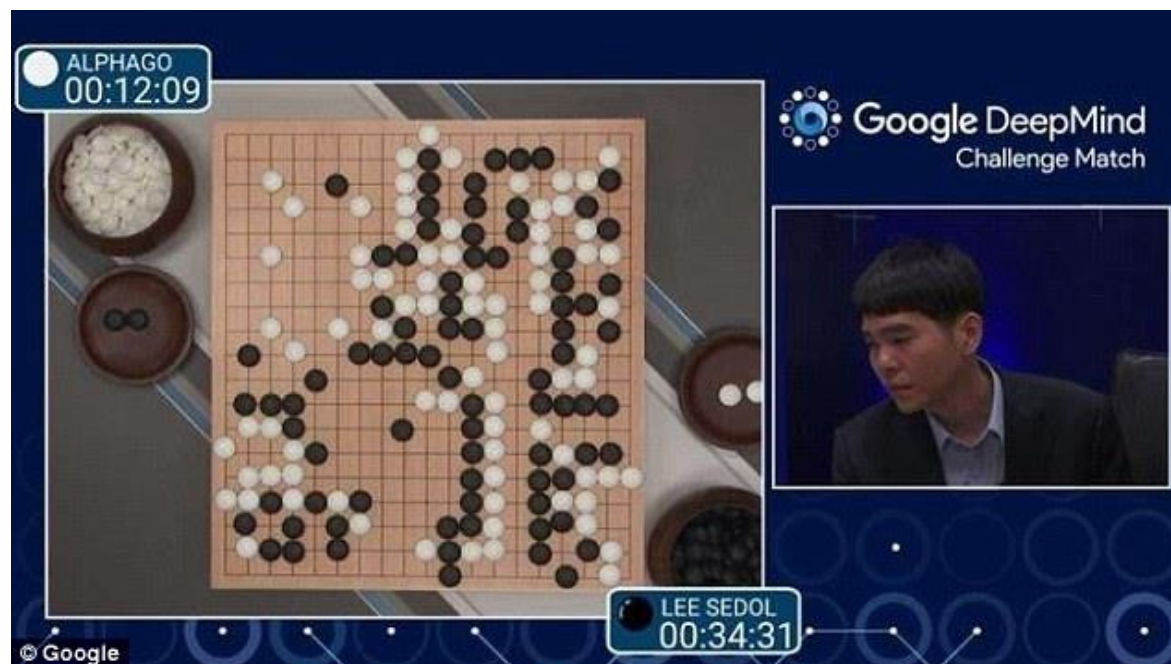 ALPHAGO
00:12:09
Google DeepMind
Challenge Match
LEE SEDOL
00:34:31
© Google